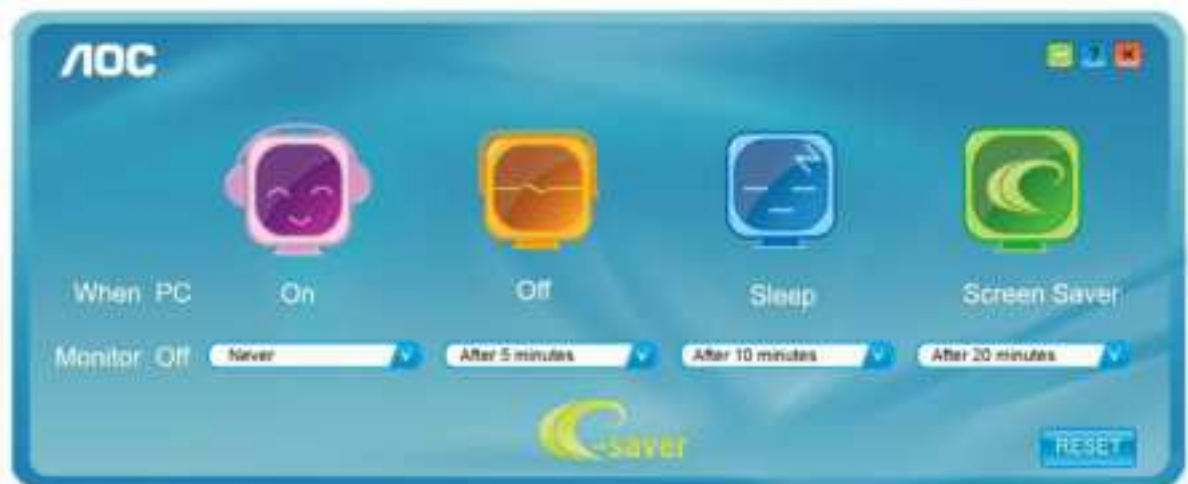 AOC
?
When PC On Off Sleep Screen Saver
Monitor Off Never After 5 minutes After 10 minutes After 20 minutes
e-saver
RESET